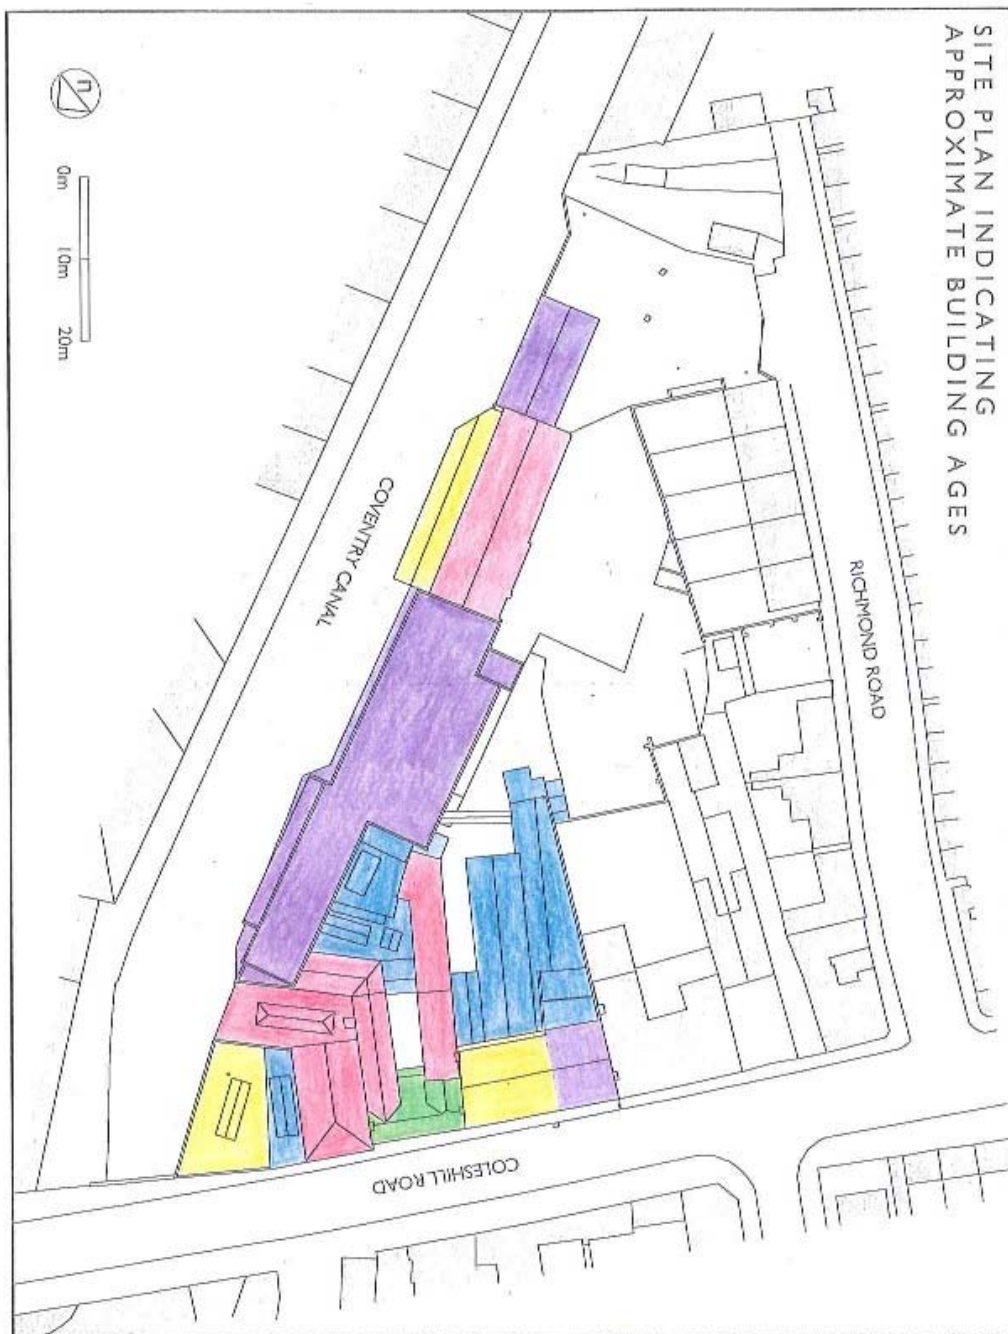 SITE PLAN INDICATING
APPROXIMATE BUILDING AGES
RICHMOND ROAD
COVENTRY CANAL
COLESHILL ROAD
n
0m 10m 20m